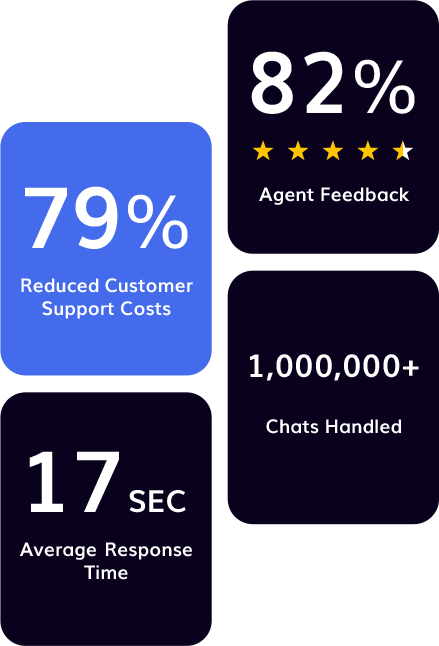 82%
Agent Feedback
79%
Reduced Customer
Support Costs
1,000,000+
Chats Handled
17 SEC
Average Response
Time